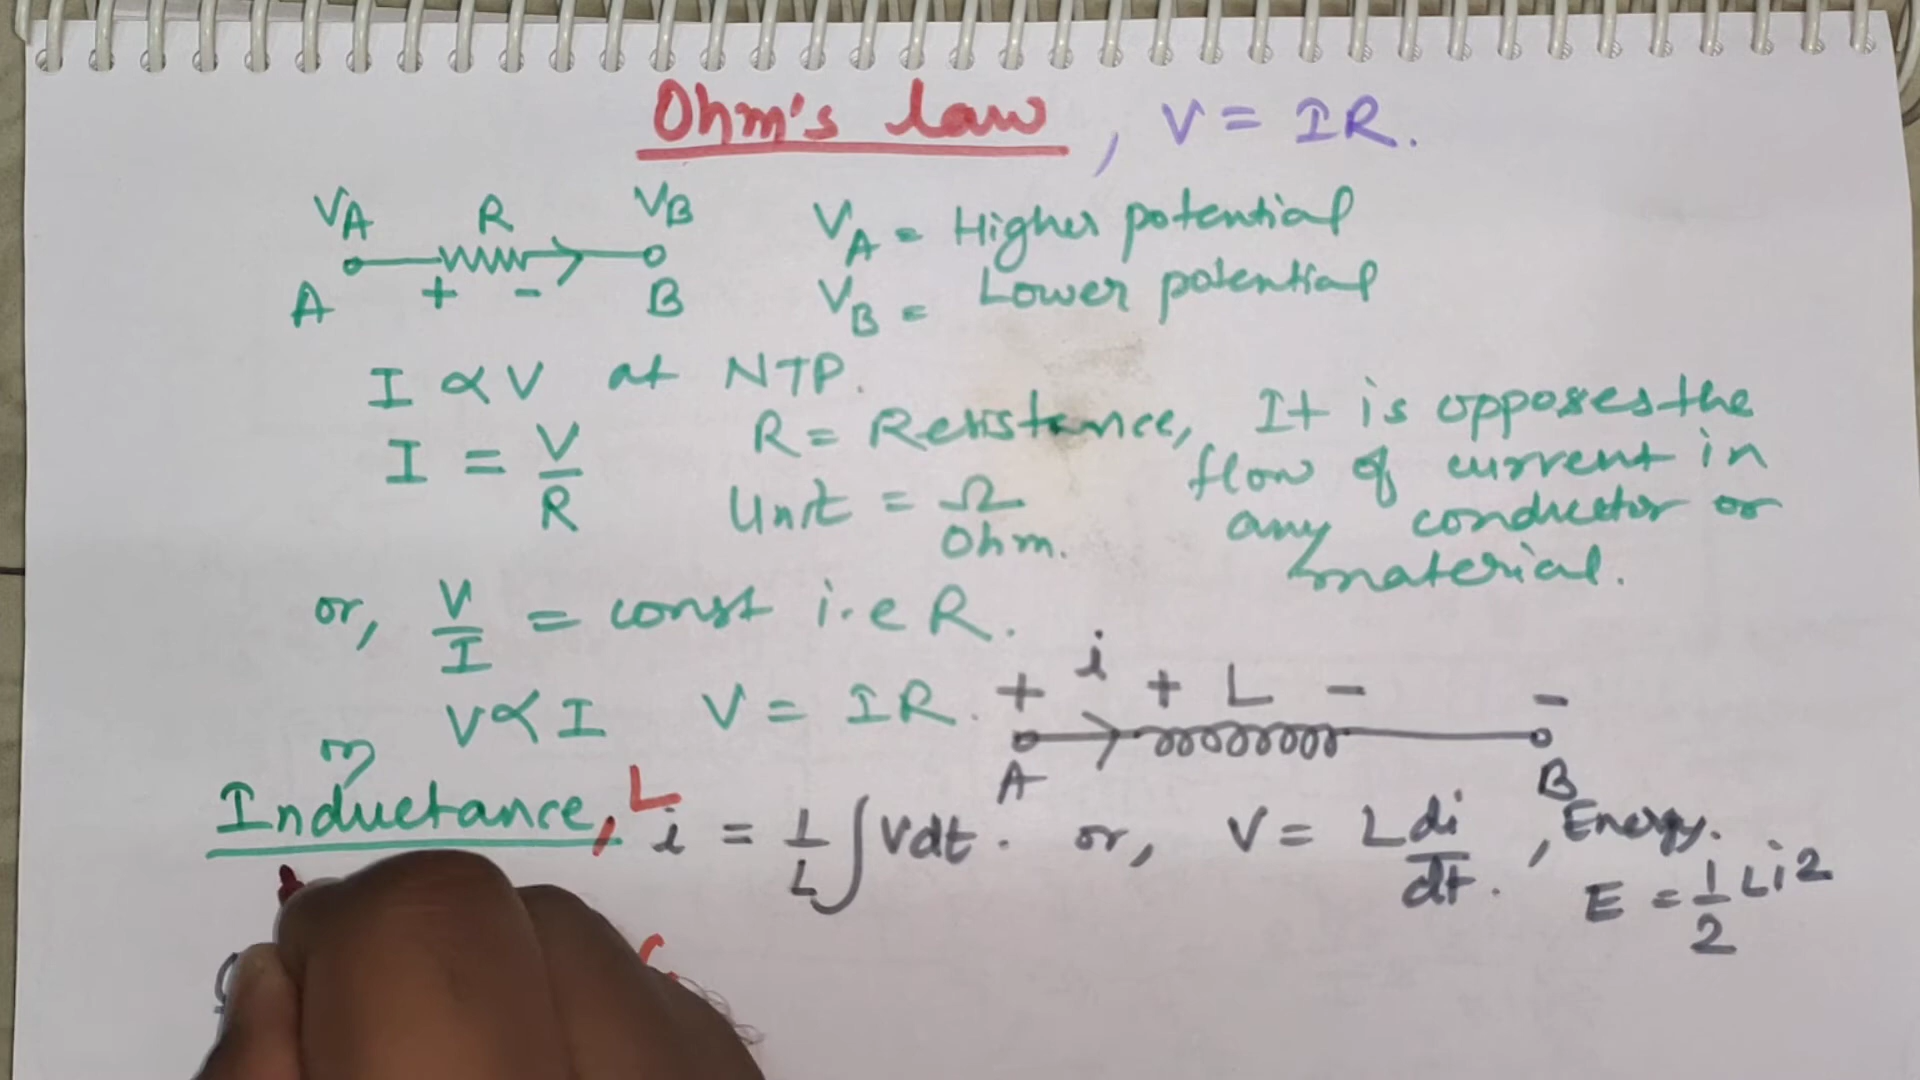 Ohm's law, V = IR.
VA R VB
A + - B
VA = Higher potential
VB = Lower potential
I ∝ V at NTP.
I = V/R
R = Resistance, It is opposes the
flow of current in
any conductor or
material.
Unit = Ω
Ohm.
or, V/I = const i.e R.
V ∝ I V = IR.
+ i + L - -
A B
Inductance, L
i = 1/L ∫ Vdt. or, V = L di/dt. , Energy.
E = 1/2 Li2
C